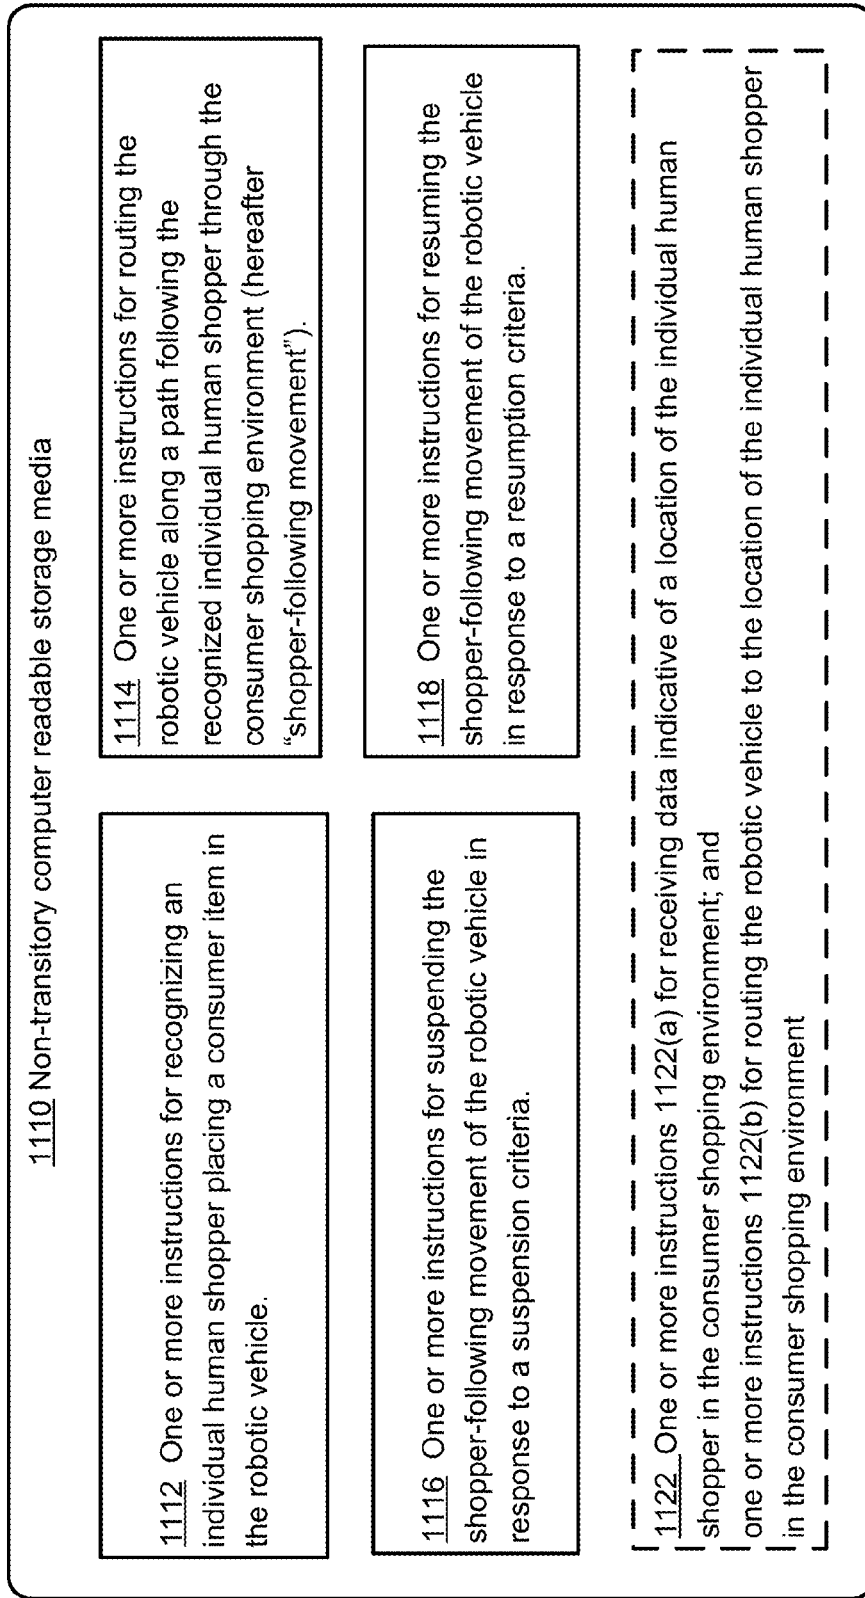 1110 Non-transitory computer readable storage media
1112 One or more instructions for recognizing an
individual human shopper placing a consumer item in
the robotic vehicle.
1114 One or more instructions for routing the
robotic vehicle along a path following the
recognized individual human shopper through the
consumer shopping environment (hereafter
“shopper-following movement”).
1116 One or more instructions for suspending the
shopper-following movement of the robotic vehicle in
response to a suspension criteria.
1118 One or more instructions for resuming the
shopper-following movement of the robotic vehicle
in response to a resumption criteria.
1122 One or more instructions 1122(a) for receiving data indicative of a location of the individual human
shopper in the consumer shopping environment; and
one or more instructions 1122(b) for routing the robotic vehicle to the location of the individual human shopper
in the consumer shopping environment